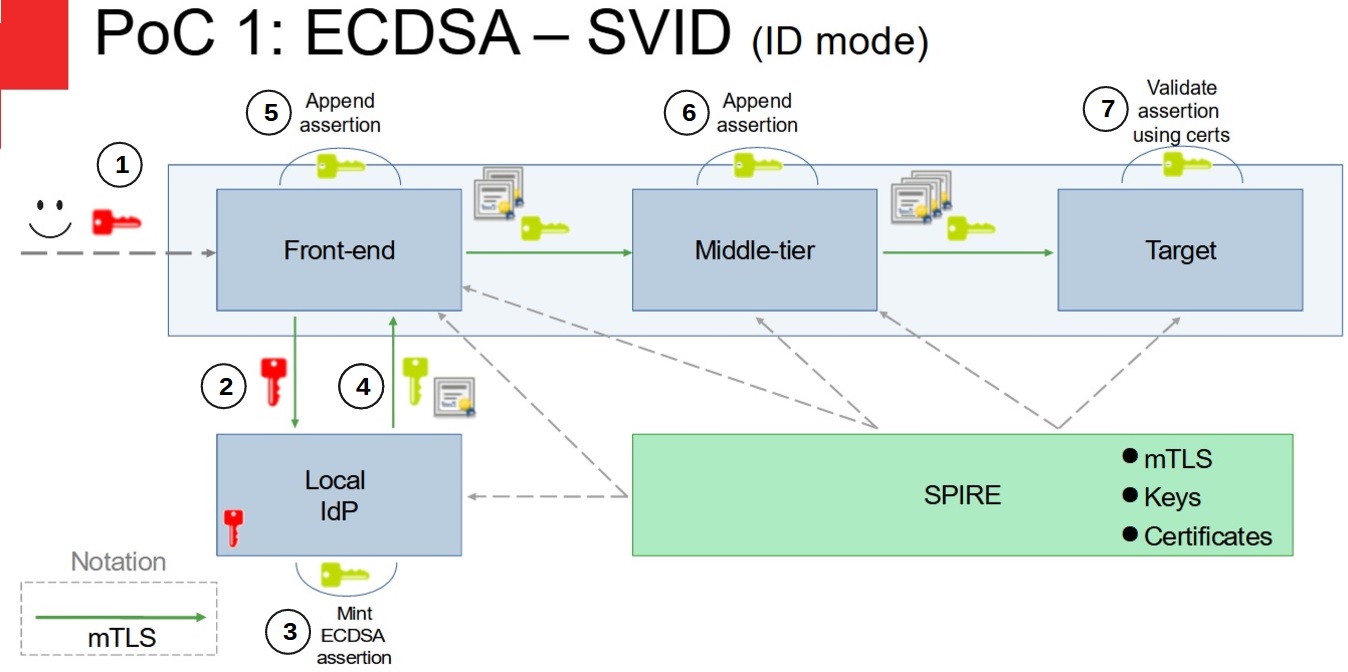 PoC 1: ECDSA – SVID (ID mode)
5
Append
assertion
6
Append
assertion
7
Validate
assertion
using certs
1
Front-end
Middle-tier
Target
2
4
Local
IdP
SPIRE
● mTLS
● Keys
● Certificates
Notation
mTLS
3
Mint
ECDSA
assertion